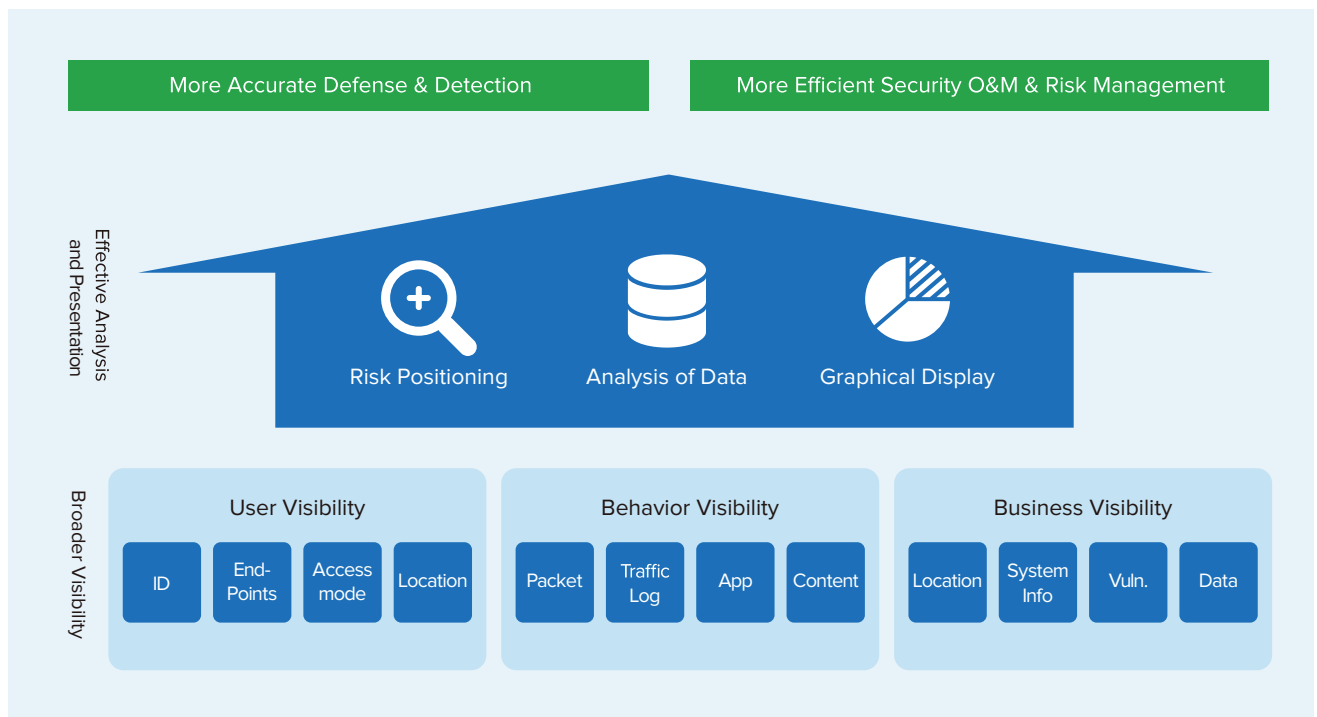 More Accurate Defense & Detection
More Efficient Security O&M & Risk Management
Effective Analysis
and Presentation
Risk Positioning
Analysis of Data
Graphical Display
Broader Visibility
User Visibility
ID
End-
Points
Access
mode
Location
Behavior Visibility
Packet
Traffic
Log
App
Content
Business Visibility
Location
System
Info
Vuln.
Data